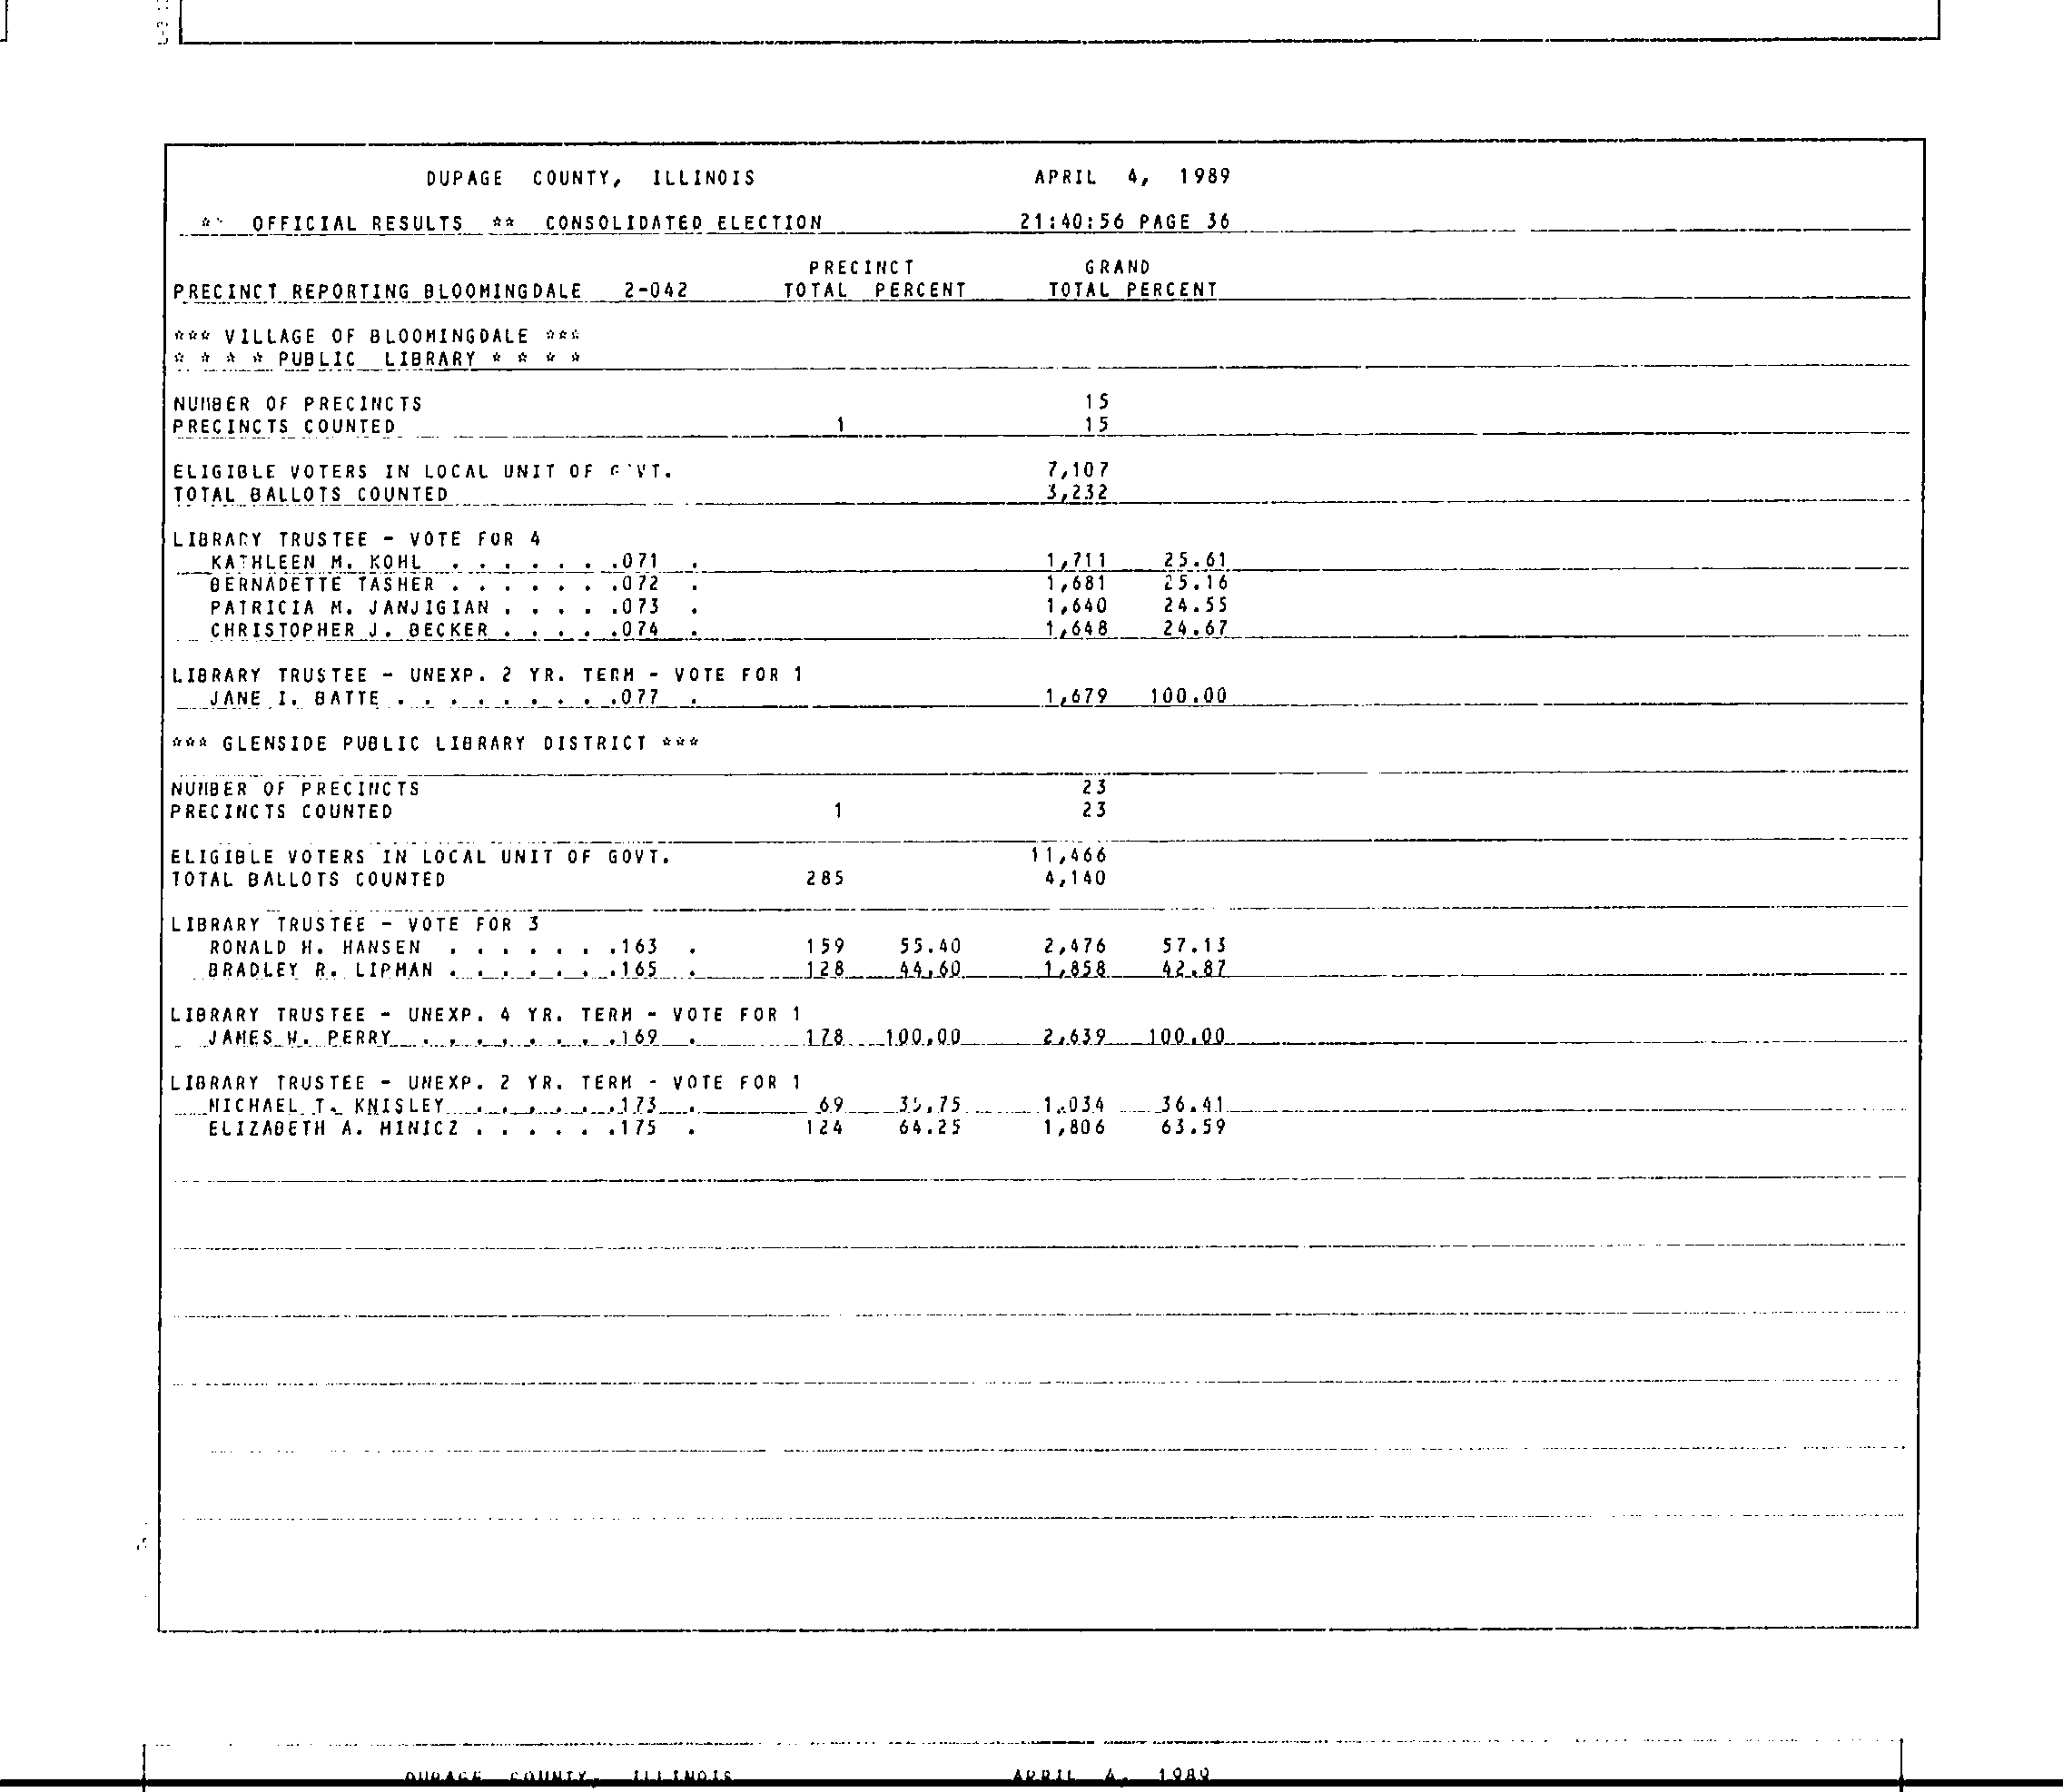 DUPAGE COUNTY, ILLINOIS APRIL 4, 1989
** OFFICIAL RESULTS ** CONSOLIDATED ELECTION 21:40:56 PAGE 36
PRECINCT GRAND
PRECINCT REPORTING BLOOMINGDALE 2-042 TOTAL PERCENT TOTAL PERCENT
*** VILLAGE OF BLOOMINGDALE ***
* * * * PUBLIC LIBRARY * * * *
NUMBER OF PRECINCTS 15
PRECINCTS COUNTED 1 15
ELIGIBLE VOTERS IN LOCAL UNIT OF GOVT. 7,107
TOTAL BALLOTS COUNTED 3,232
LIBRARY TRUSTEE - VOTE FOR 4
KATHLEEN M. KOHL . . . . . . .071 . 1,711 25.61
BERNADETTE TASHER . . . . . . .072 . 1,681 25.16
PATRICIA M. JANJIGIAN . . . . .073 . 1,640 24.55
CHRISTOPHER J. BECKER . . . . .074 . 1,648 24.67
LIBRARY TRUSTEE - UNEXP. 2 YR. TERM - VOTE FOR 1
JANE I. BATTE . . . . . . . . .077 . 1,679 100.00
*** GLENSIDE PUBLIC LIBRARY DISTRICT ***
NUMBER OF PRECINCTS 23
PRECINCTS COUNTED 1 23
ELIGIBLE VOTERS IN LOCAL UNIT OF GOVT. 11,466
TOTAL BALLOTS COUNTED 285 4,140
LIBRARY TRUSTEE - VOTE FOR 3
RONALD H. HANSEN . . . . . . .163 . 159 55.40 2,476 57.13
BRADLEY R. LIPMAN . . . . . . .165 . 128 44.60 1,858 42.87
LIBRARY TRUSTEE - UNEXP. 4 YR. TERM - VOTE FOR 1
JAMES W. PERRY . . . . . . . .169 . 178 100.00 2,639 100.00
LIBRARY TRUSTEE - UNEXP. 2 YR. TERM - VOTE FOR 1
MICHAEL T. KNISLEY . . . . . .173 . 69 35.75 1,034 36.41
ELIZABETH A. MINICZ . . . . . .175 . 124 64.25 1,806 63.59
DUPAGE COUNTY, ILLINOIS APRIL 4, 1989